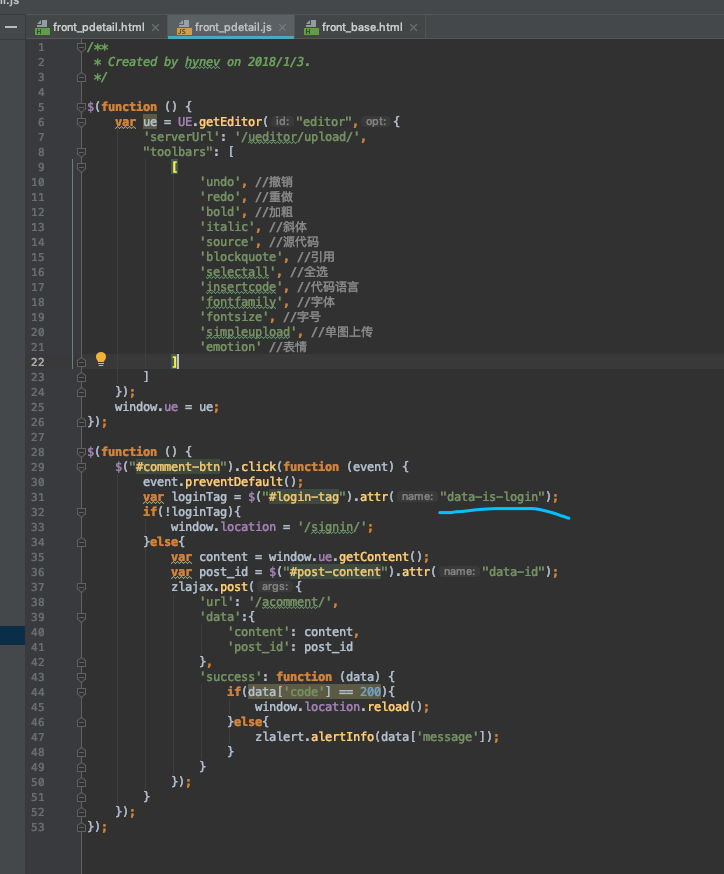 front_pdetail.html × front_pdetail.js × front_base.html ×
1 /**
2 * Created by hynev on 2018/1/3.
3 */
4
5 $(function () {
6 var ue = UE.getEditor( id: "editor", opt: {
7 'serverUrl': '/ueditor/upload/',
8 "toolbars": [
9 [
10 'undo', //撤销
11 'redo', //重做
12 'bold', //加粗
13 'italic', //斜体
14 'source', //源代码
15 'blockquote', //引用
16 'selectall', //全选
17 'insertcode', //代码语言
18 'fontfamily', //字体
19 'fontsize', //字号
20 'simpleupload', //单图上传
21 'emotion' //表情
22 ]
23 ]
24 });
25 window.ue = ue;
26 });
27
28 $(function () {
29 $("#comment-btn").click(function (event) {
30 event.preventDefault();
31 var loginTag = $("#login-tag").attr( name: "data-is-login");
32 if(!loginTag){
33 window.location = '/signin/';
34 }else{
35 var content = window.ue.getContent();
36 var post_id = $("#post-content").attr( name: "data-id");
37 zlajax.post( args: {
38 'url': '/acomment/',
39 'data':{
40 'content': content,
41 'post_id': post_id
42 },
43 'success': function (data) {
44 if(data['code'] == 200){
45 window.location.reload();
46 }else{
47 zlalert.alertInfo(data['message']);
48 }
49 }
50 });
51 }
52 });
53 });